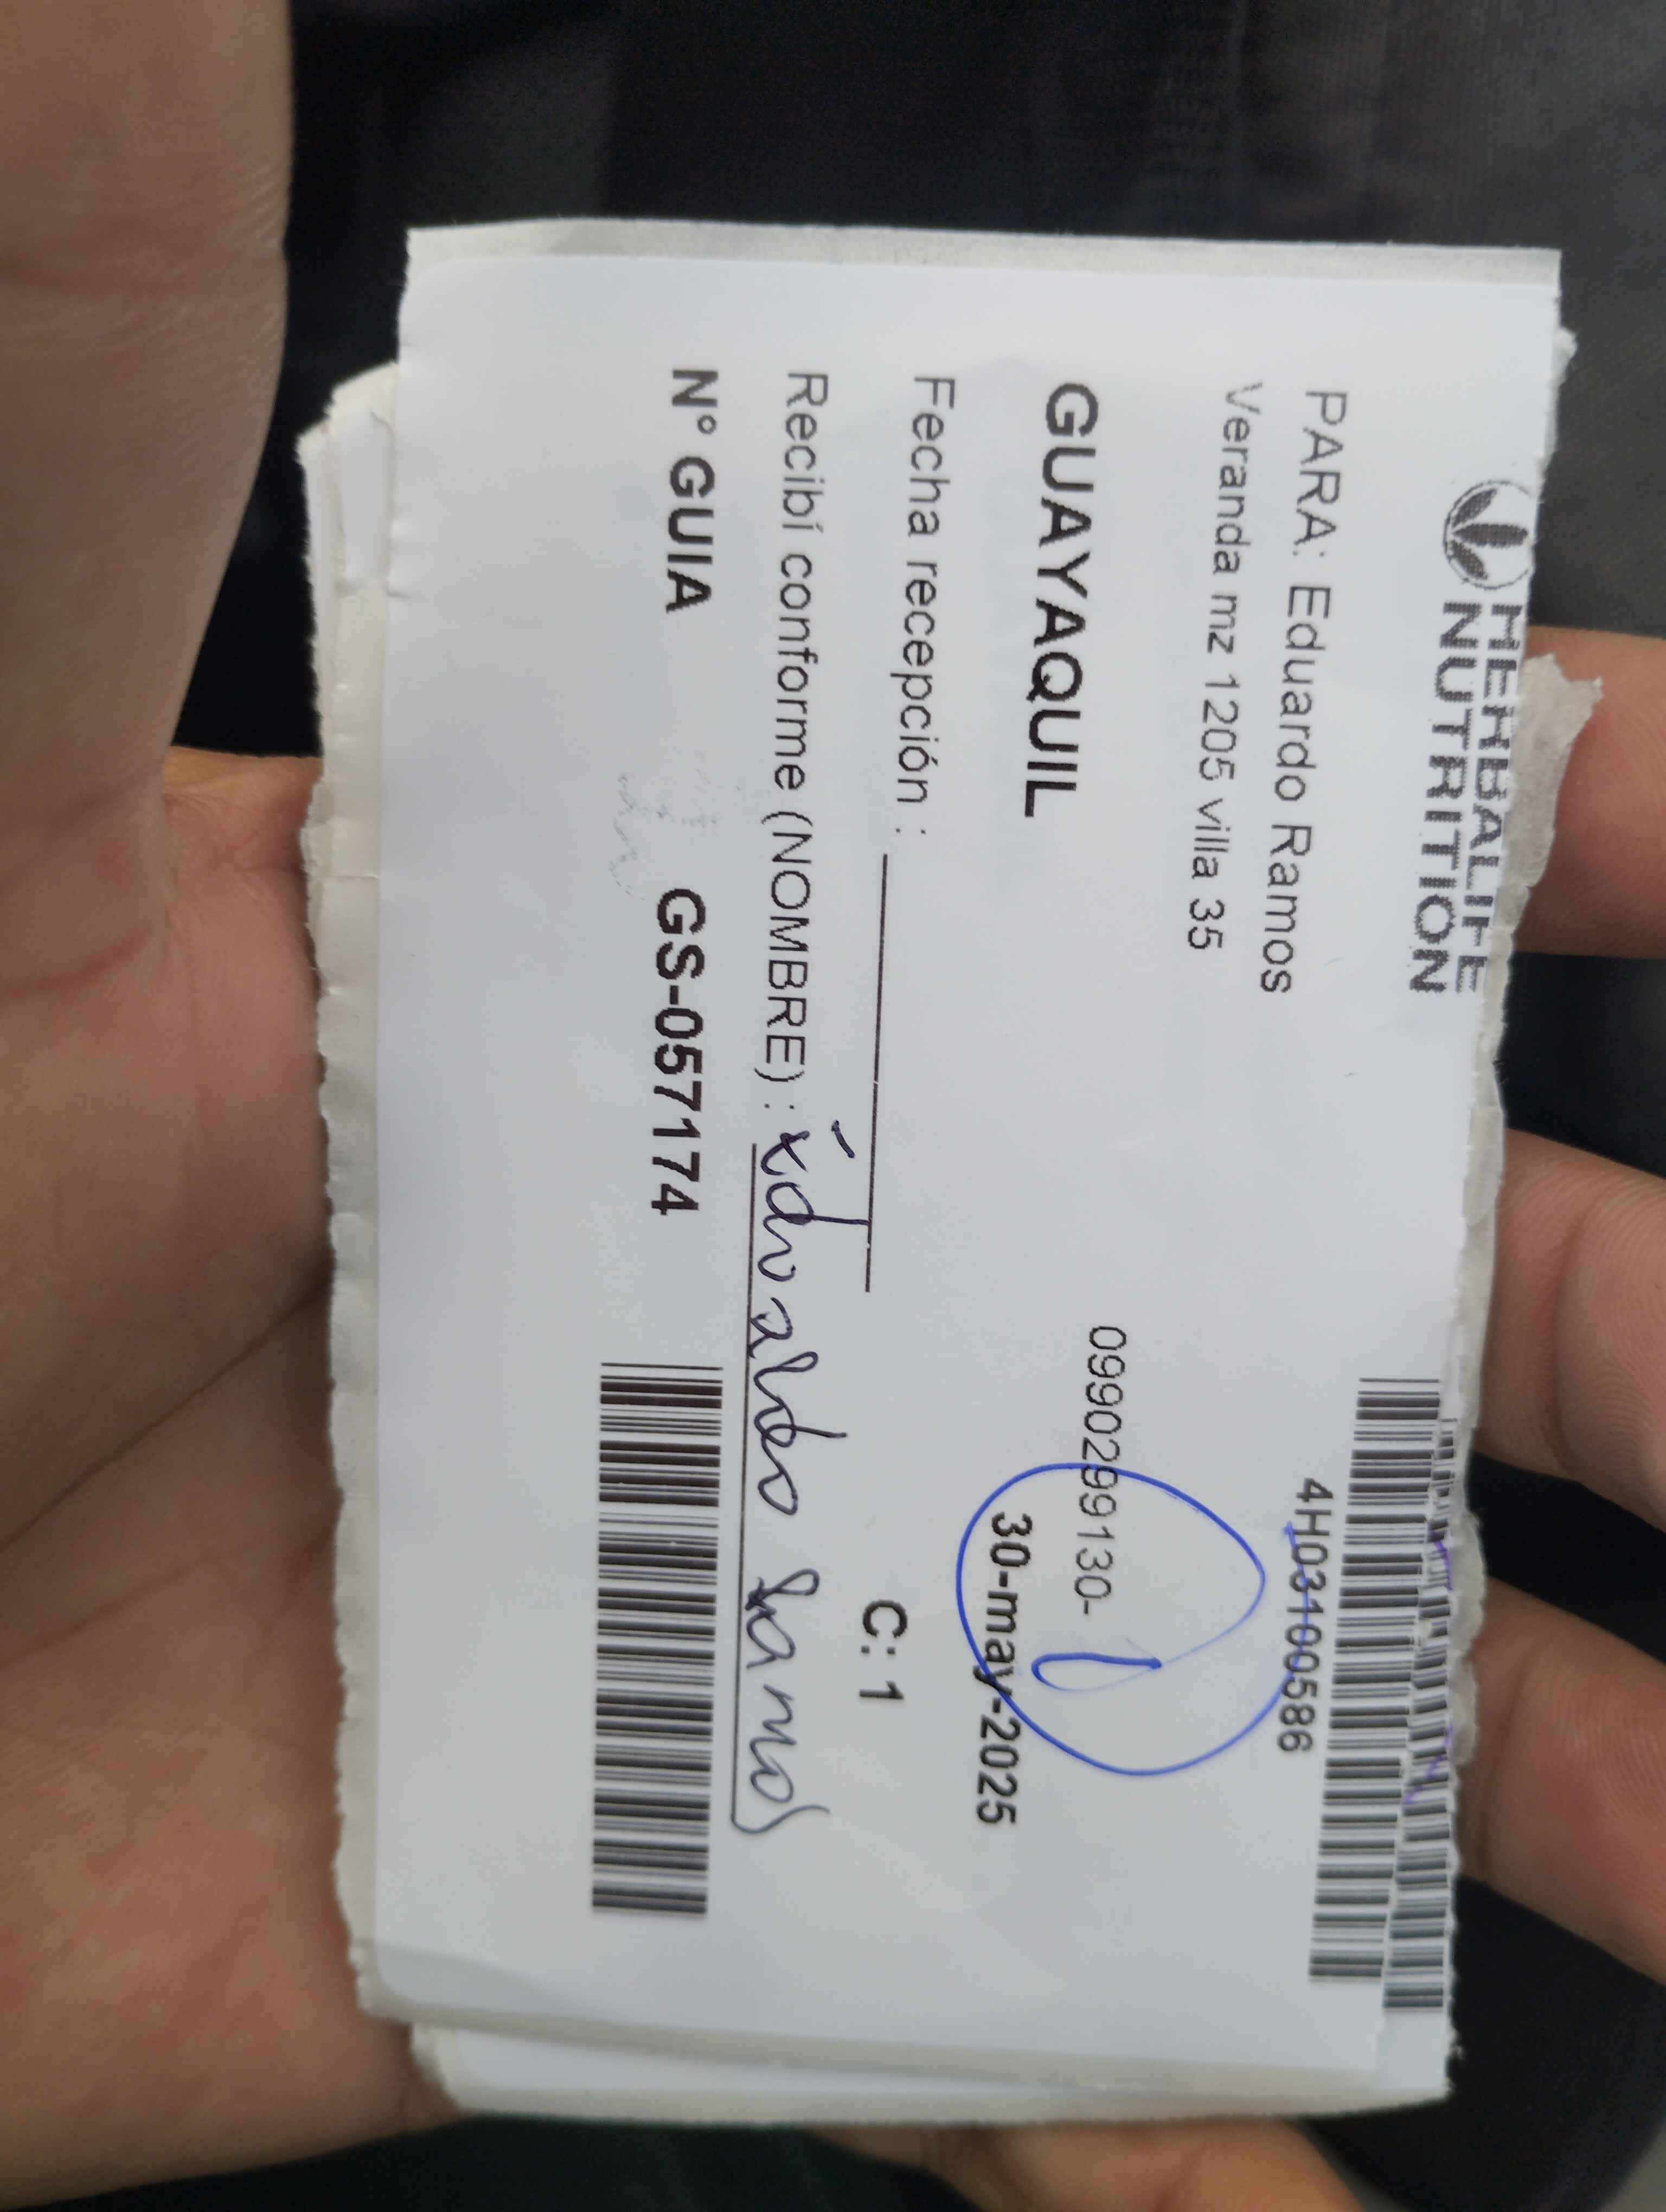 HERBALIFE
NUTRITION
4H03100586
PARA: Eduardo Ramos
Veranda mz 1205 villa 35
0990299130-
GUAYAQUIL
30-may-2025
Fecha recepción :
C: 1
Recibí conforme (NOMBRE) : Ramos
N° GUIA GS-057174